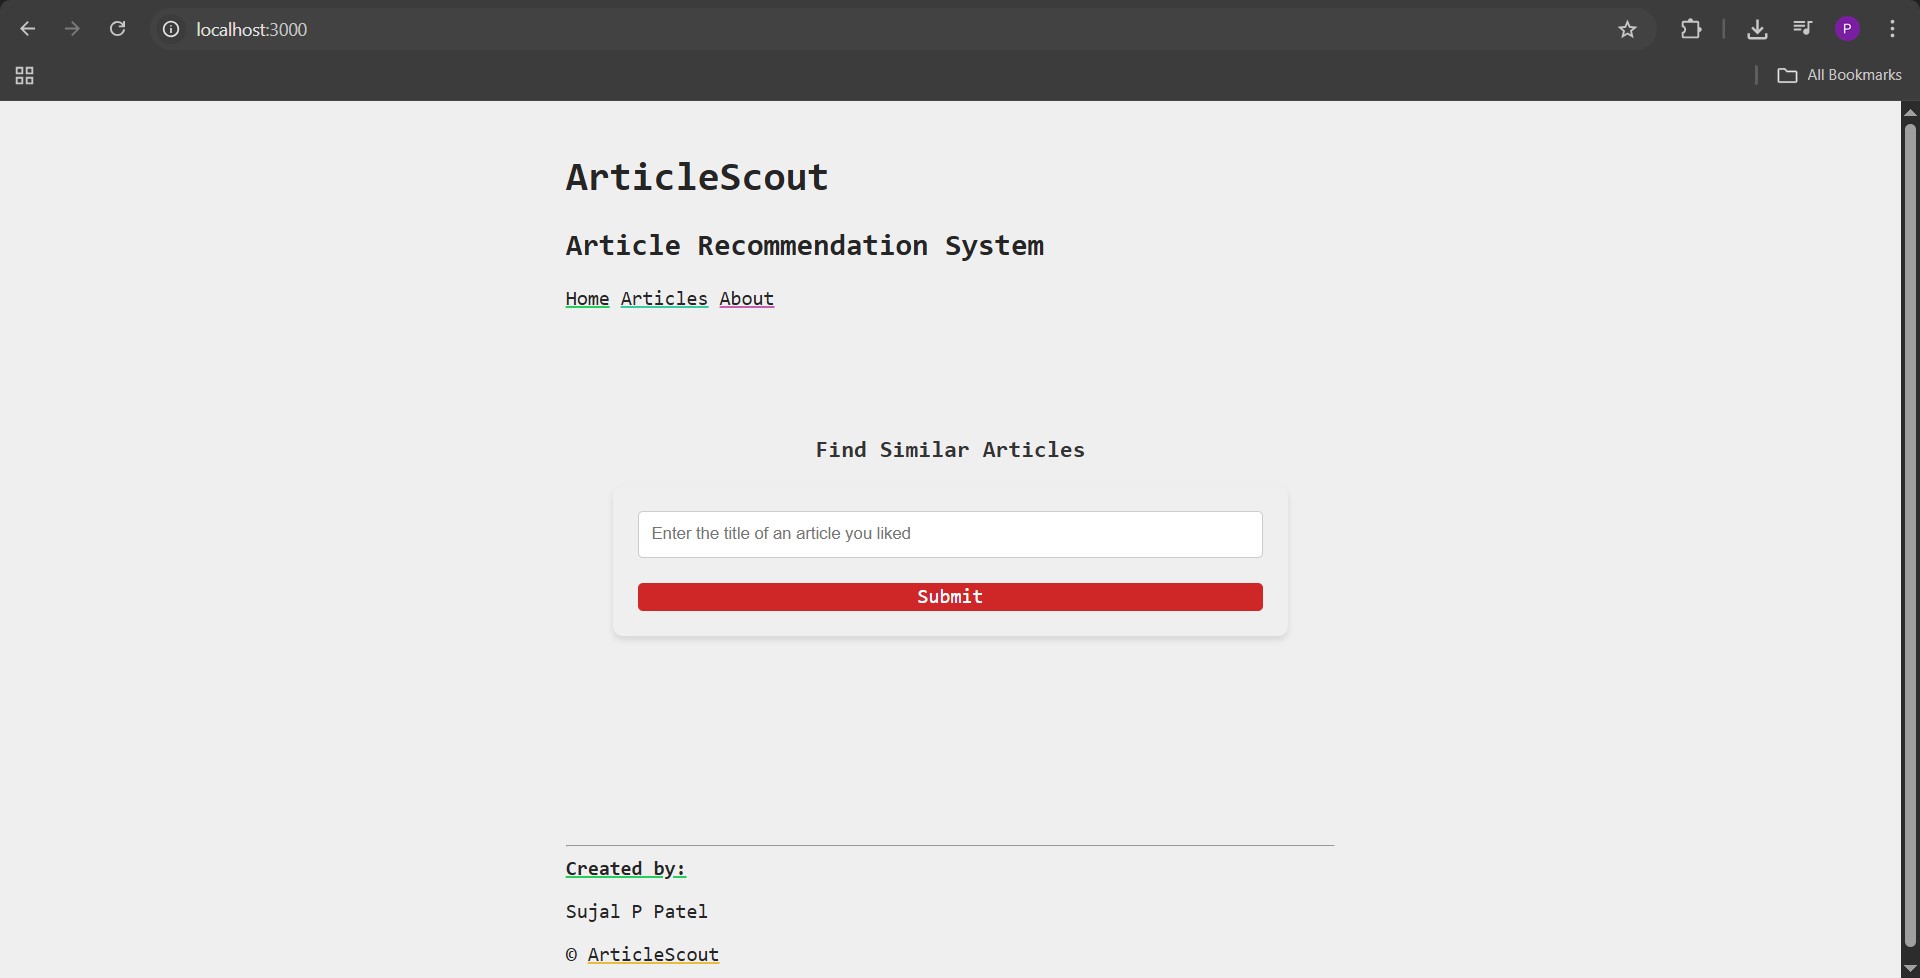 localhost:3000
P
All Bookmarks
ArticleScout
Article Recommendation System
Home Articles About
Find Similar Articles
Enter the title of an article you liked
Submit
Created by:
Sujal P Patel
© ArticleScout